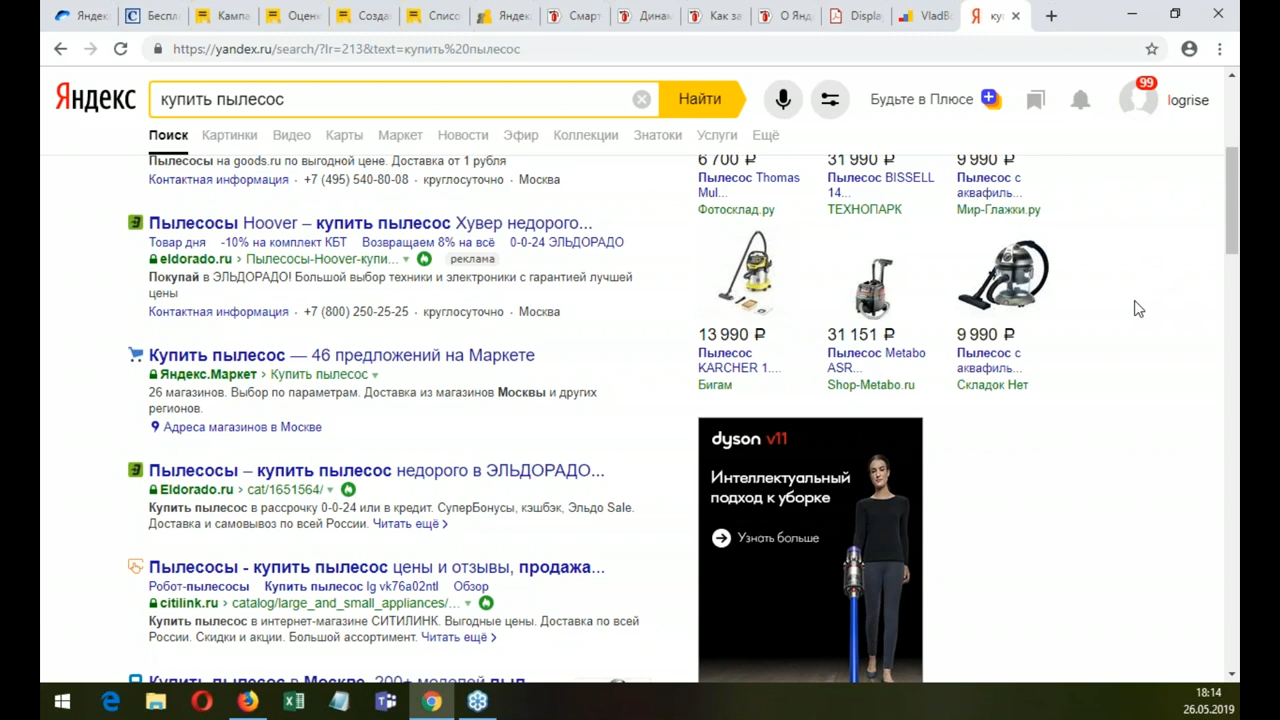 Яндекс
Беспл
Кампа
Оценк
Созда
Списо
Яндек
Смарт
Динам
Как за
О Янд
Display
VladBo
ку
https://yandex.ru/search/?lr=213&text=купить%20пылесос
Яндекс
купить пылесос
Найти
Будьте в Плюсе
99
logrise
Поиск Картинки Видео Карты Маркет Новости Эфир Коллекции Знатоки Услуги Ещё
Пылесосы на goods.ru по выгодной цене. Доставка от 1 рубля
Контактная информация · +7 (495) 540-80-08 · круглосуточно · Москва
Пылесосы Hoover – купить пылесос Хувер недорого...
Товар дня -10% на комплект КБТ Возвращаем 8% на всё 0-0-24 ЭЛЬДОРАДО
eldorado.ru › Пылесосы-Hoover-купи... реклама
Покупай в ЭЛЬДОРАДО! Большой выбор техники и электроники с гарантией лучшей
цены
Контактная информация · +7 (800) 250-25-25 · круглосуточно · Москва
Купить пылесос — 46 предложений на Маркете
Яндекс.Маркет › Купить пылесос
26 магазинов. Выбор по параметрам. Доставка из магазинов Москвы и других
регионов.
Адреса магазинов в Москве
Пылесосы – купить пылесос недорого в ЭЛЬДОРАДО...
Eldorado.ru › cat/1651564/
Купить пылесос в рассрочку 0-0-24 или в кредит. СуперБонусы, кэшбэк, Эльдо Sale.
Доставка и самовывоз по всей России. Читать ещё ›
Пылесосы - купить пылесос цены и отзывы, продажа...
Робот-пылесосы Купить пылесос lg vk76a02ntl Обзор
citilink.ru › catalog/large_and_small_appliances/...
Купить пылесос в интернет-магазине СИТИЛИНК. Выгодные цены. Доставка по всей
России. Скидки и акции. Большой ассортимент. Читать ещё ›
Купить пылесос в Москве, 200+ моделей пыл
6 700 ₽
Пылесос Thomas
Mul...
Фотосклад.ру
31 990 ₽
Пылесос BISSELL
14...
ТЕХНОПАРК
9 990 ₽
Пылесос с
аквафиль...
Мир-Глажки.ру
13 990 ₽
Пылесос
KARCHER 1....
Бигам
31 151 ₽
Пылесос Metabo
ASR...
Shop-Metabo.ru
9 990 ₽
Пылесос с
аквафиль...
Складок Нет
dyson v11
Интеллектуальный
подход к уборке
Узнать больше
18:14
26.05.2019